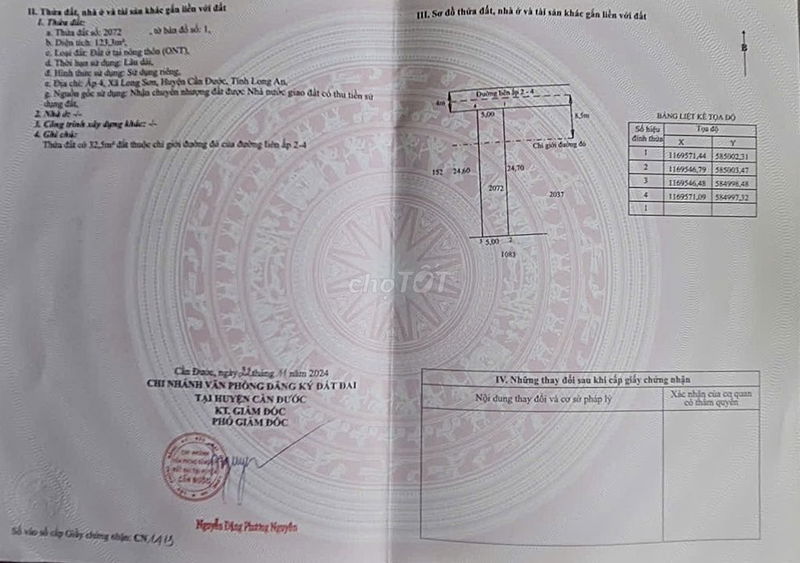 II. Thửa đất, nhà ở và tài sản khác gắn liền với đất
1. Thửa đất:
a. Thửa đất số: 2072 , tờ bản đồ số: 1,
b. Diện tích: 123,3m²,
c. Loại đất: Đất ở tại nông thôn (ONT),
d. Thời hạn sử dụng: Lâu dài,
đ. Hình thức sử dụng: Sử dụng riêng,
e. Địa chỉ: Ấp 4, Xã Long Sơn, Huyện Cần Đước, Tỉnh Long An,
g. Nguồn gốc sử dụng: Nhận chuyển nhượng đất được Nhà nước giao đất có thu tiền sử
dụng đất.
2. Nhà ở: -/-
3. Công trình xây dựng khác: -/-
4. Ghi chú:
Thửa đất có 32,5m² đất thuộc chỉ giới đường đỏ của đường liên ấp 2-4
Cần Đước, ngày 22 tháng 11 năm 2024
CHI NHÁNH VĂN PHÒNG ĐĂNG KÝ ĐẤT ĐAI
TẠI HUYỆN CẦN ĐƯỚC
KT. GIÁM ĐỐC
PHÓ GIÁM ĐỐC
CẦN ĐƯỚC
Nguyễn Đặng Phương Nguyên
Số vào sổ cấp Giấy chứng nhận: CN
III. Sơ đồ thửa đất, nhà ở và tài sản khác gắn liền với đất
B
Đường liên ấp 2-4
4m
5,00
8,5m
Chỉ giới đường đỏ
152
24,60
24,70
2072
2037
3 5,00 2
1083
BẢNG LIỆT KÊ TỌA ĐỘ
Số hiệu đỉnh thửa Tọa độ
X Y
1 1169571,44 585002,31
2 1169546,79 585003,47
3 1169546,48 584998,48
4 1169571,09 584997,32
1
IV. Những thay đổi sau khi cấp giấy chứng nhận
Nội dung thay đổi và cơ sở pháp lý
Xác nhận của cơ quan
có thẩm quyền
chợTỐT